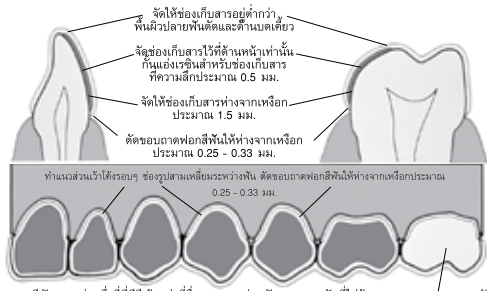 จัดให้ช่องเก็บสารอยู่ต่ำกว่า
พื้นผิวปลายฟันตัดและด้านบดเคี้ยว
จัดช่องเก็บสารไว้ที่ด้านหน้าเท่านั้น
กั้นแอ่งเรซินสำหรับช่องเก็บสาร
ที่ความลึกประมาณ 0.5 มม.
จัดให้ช่องเก็บสารห่างจากเหงือก
ประมาณ 1.5 มม.
ตัดขอบถาดฟอกสีฟันให้ห่างจากเหงือก
ประมาณ 0.25 - 0.33 มม.
ทำแนวส่วนเว้าโค้งรอบๆ ช่องรูปสามเหลี่ยมระหว่างฟัน ตัดขอบถาดฟอกสีฟันให้ห่างจากเหงือกประมาณ
0.25 - 0.33 มม.